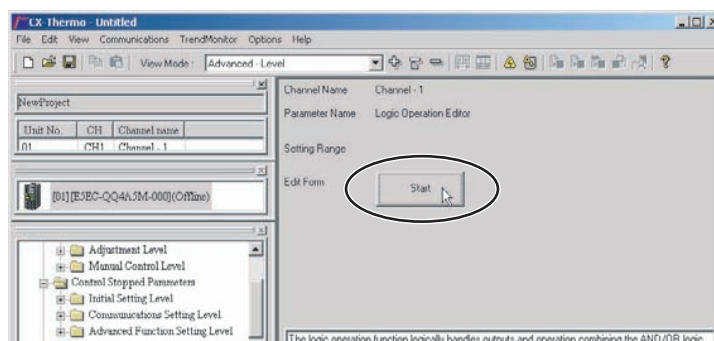 CX-Thermo - Untitled
File Edit View Communications TrendMonitor Options Help
View Mode : Advanced - Level
NewProject
Unit No. CH Channel name
01 CH1 Channel - 1
[01] [E5EC-QQ4A5M-000](Offline)
Adjustment Level
Manual Control Level
Control Stopped Parameters
Initial Setting Level
Communications Setting Level
Advanced Function Setting Level
Channel Name Channel - 1
Parameter Name Logic Operation Editor
Setting Range
Edit Form Start
The logic operation function logically handles outputs and operation combining the AND/OR logic